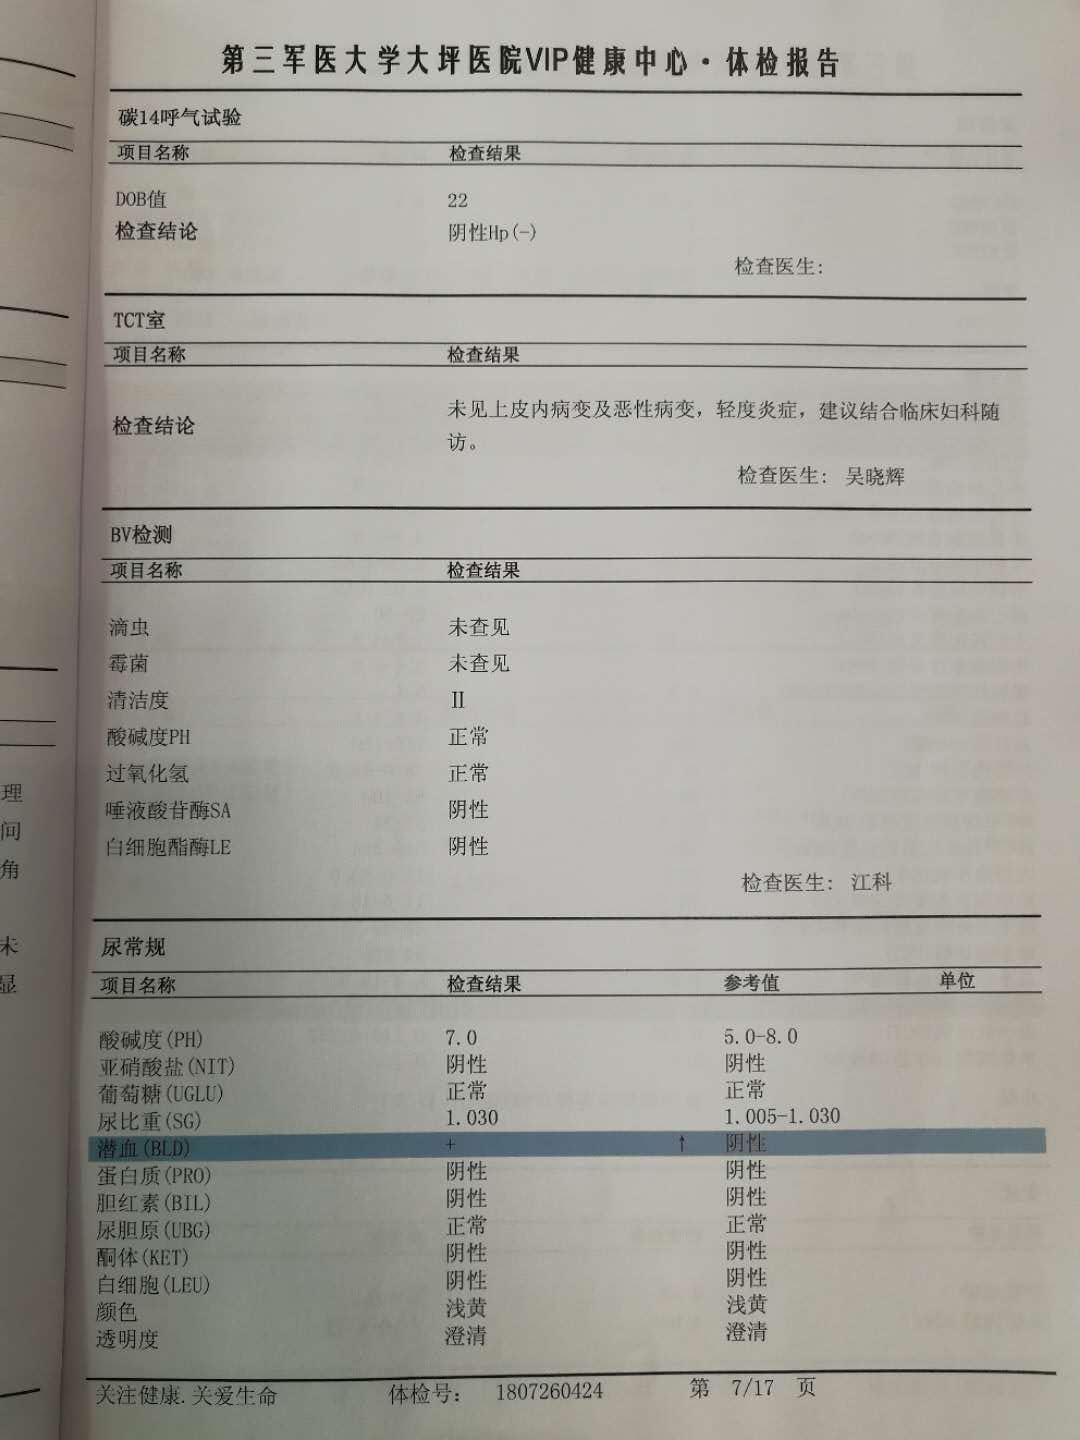 第三军医大学大坪医院VIP健康中心·体检报告
碳14呼气试验
项目名称 检查结果
DOB值 22
检查结论 阴性Hp(-)
检查医生:
TCT室
项目名称 检查结果
检查结论 未见上皮内病变及恶性病变，轻度炎症，建议结合临床妇科随
访。
检查医生: 吴晓辉
BV检测
项目名称 检查结果
滴虫 未查见
霉菌 未查见
清洁度 Ⅱ
酸碱度PH 正常
过氧化氢 正常
唾液酸苷酶SA 阴性
白细胞酯酶LE 阴性
检查医生: 江科
尿常规
项目名称 检查结果 参考值 单位
酸碱度(PH) 7.0 5.0-8.0
亚硝酸盐(NIT) 阴性 阴性
葡萄糖(UGLU) 正常 正常
尿比重(SG) 1.030 1.005-1.030
潜血(BLD) + ↑ 阴性
蛋白质(PRO) 阴性 阴性
胆红素(BIL) 阴性 阴性
尿胆原(UBG) 正常 正常
酮体(KET) 阴性 阴性
白细胞(LEU) 阴性 阴性
颜色 浅黄 浅黄
透明度 澄清 澄清
关注健康.关爱生命 体检号: 1807260424 第 7/17 页
理
间
角
未
显